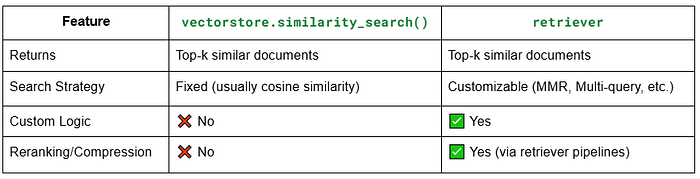 Feature vectorstore.similarity_search() retriever
Returns Top-k similar documents Top-k similar documents
Search Strategy Fixed (usually cosine similarity) Customizable (MMR, Multi-query, etc.)
Custom Logic ❌ No ✅ Yes
Reranking/Compression ❌ No ✅ Yes (via retriever pipelines)